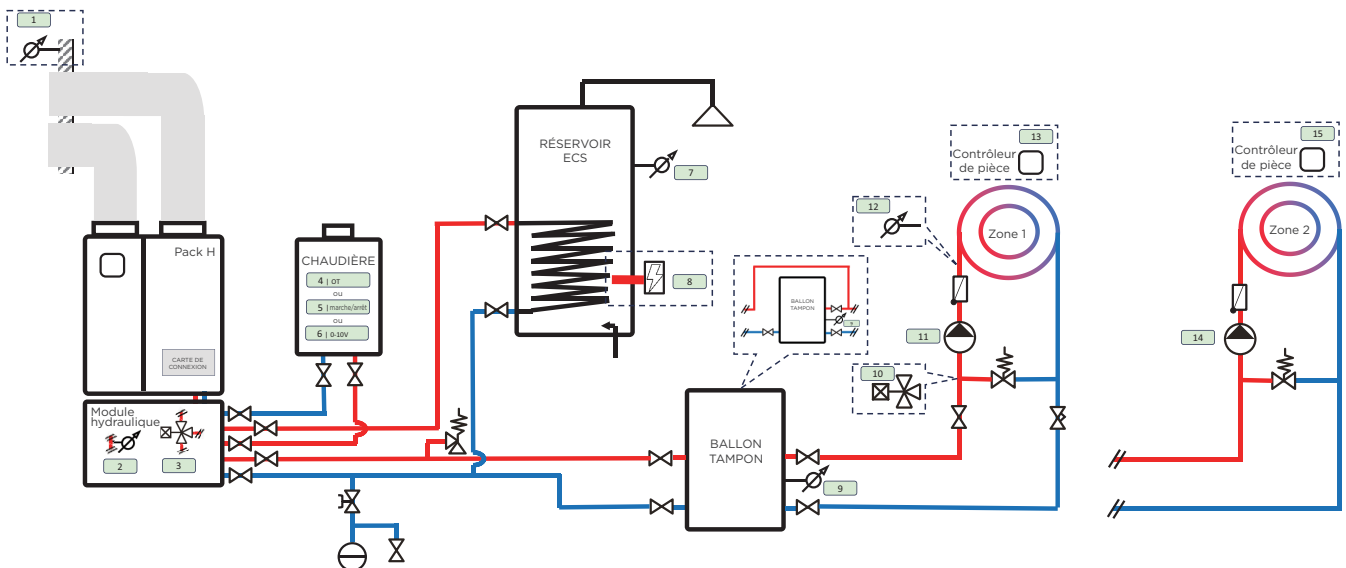 1
Pack H
CARTE DE
CONNEXION
Module
hydraulique
2
3
CHAUDIÈRE
4 | OT
ou
5 | marche/arrêt
ou
6 | 0-10V
RÉSERVOIR
ECS
7
8
BALLON
TAMPON
9
BALLON
TAMPON
9
10
11
12
13
Contrôleur
de pièce
Zone 1
14
15
Contrôleur
de pièce
Zone 2